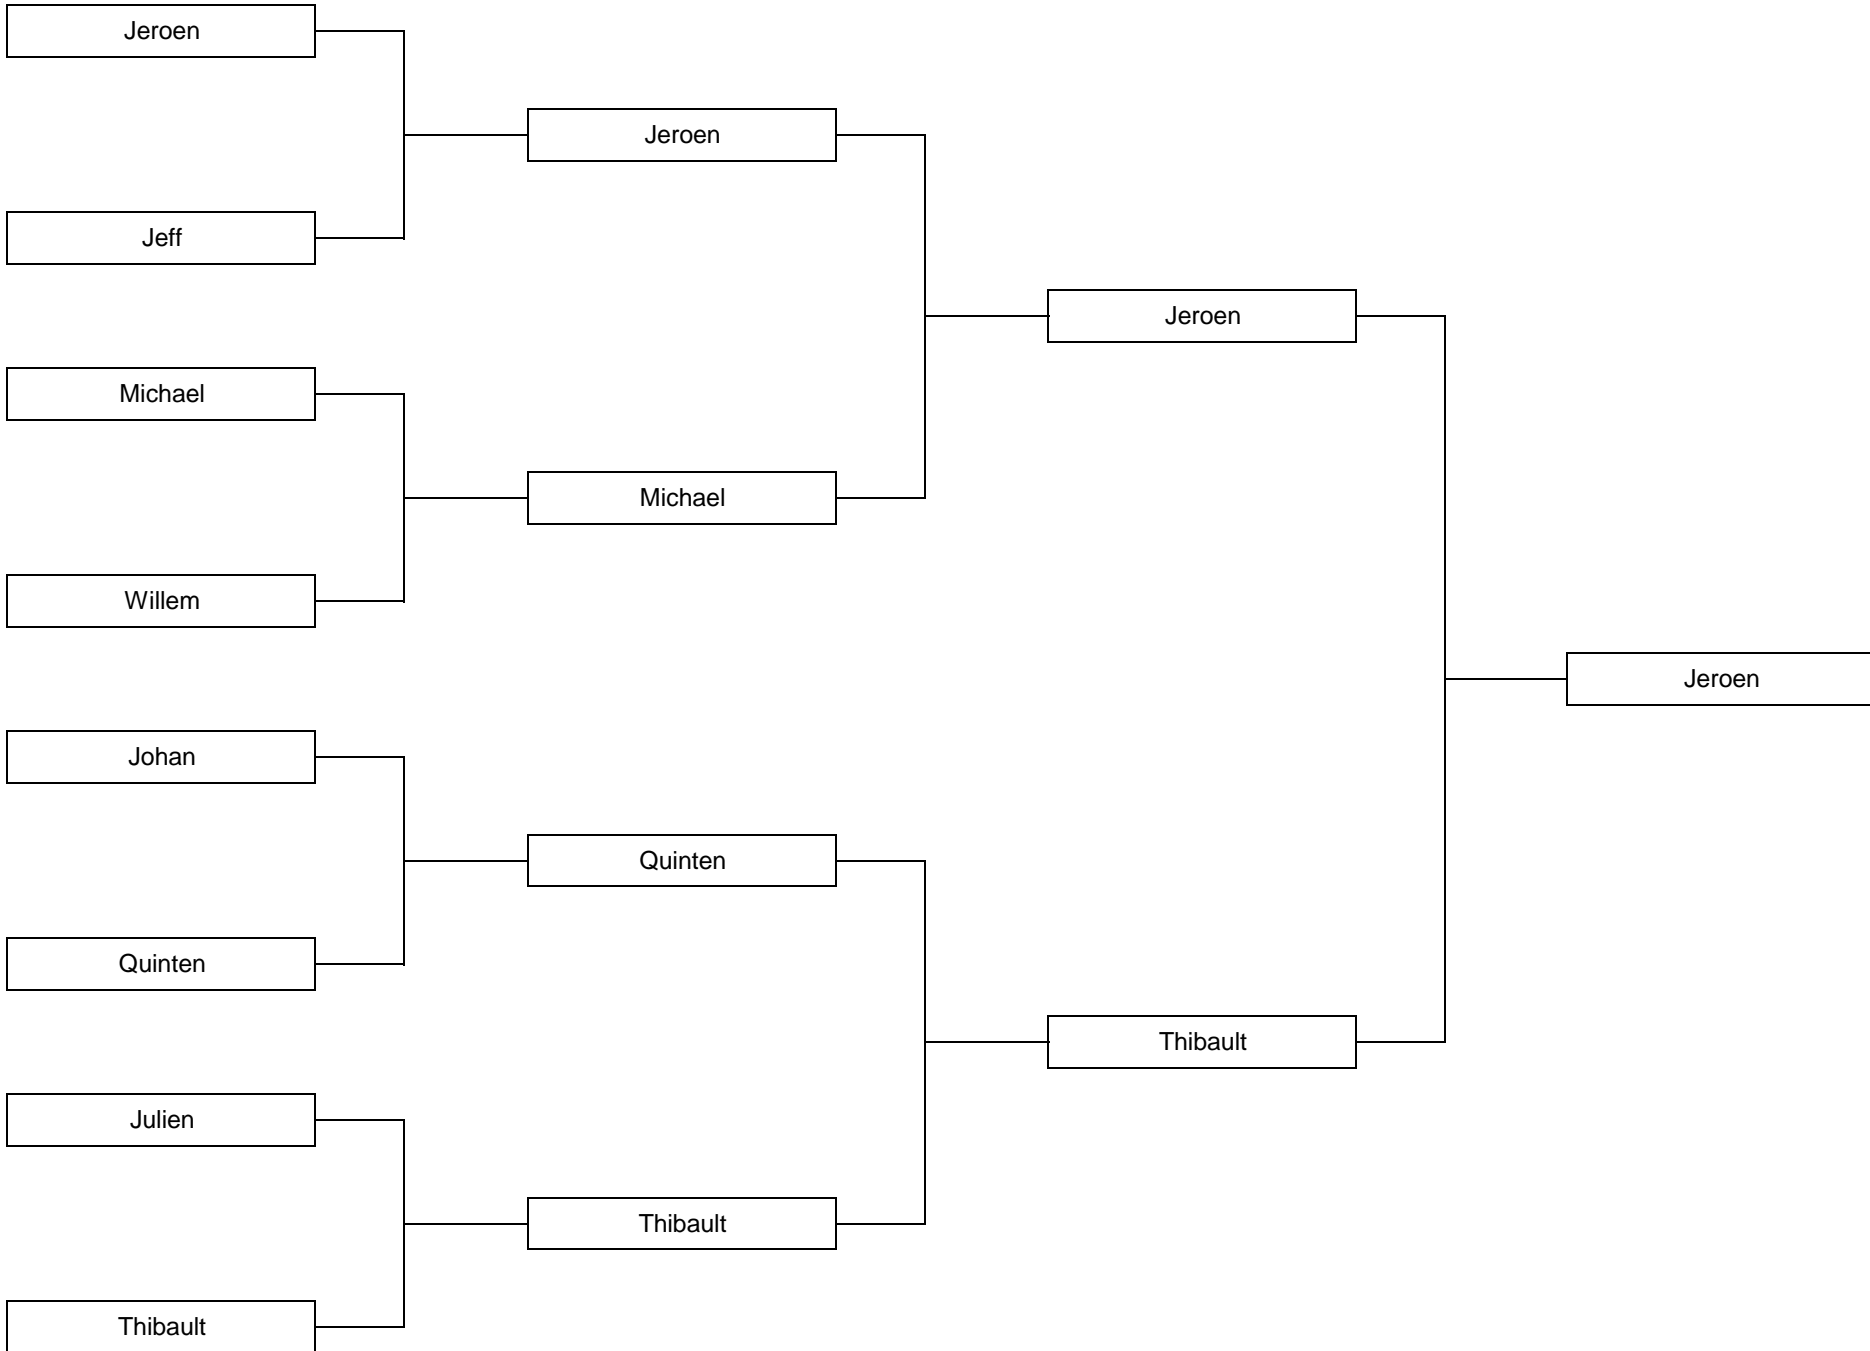 Jeroen
Jeroen
Jeff
Jeroen
Michael
Michael
Willem
Jeroen
Johan
Quinten
Quinten
Thibault
Julien
Thibault
Thibault